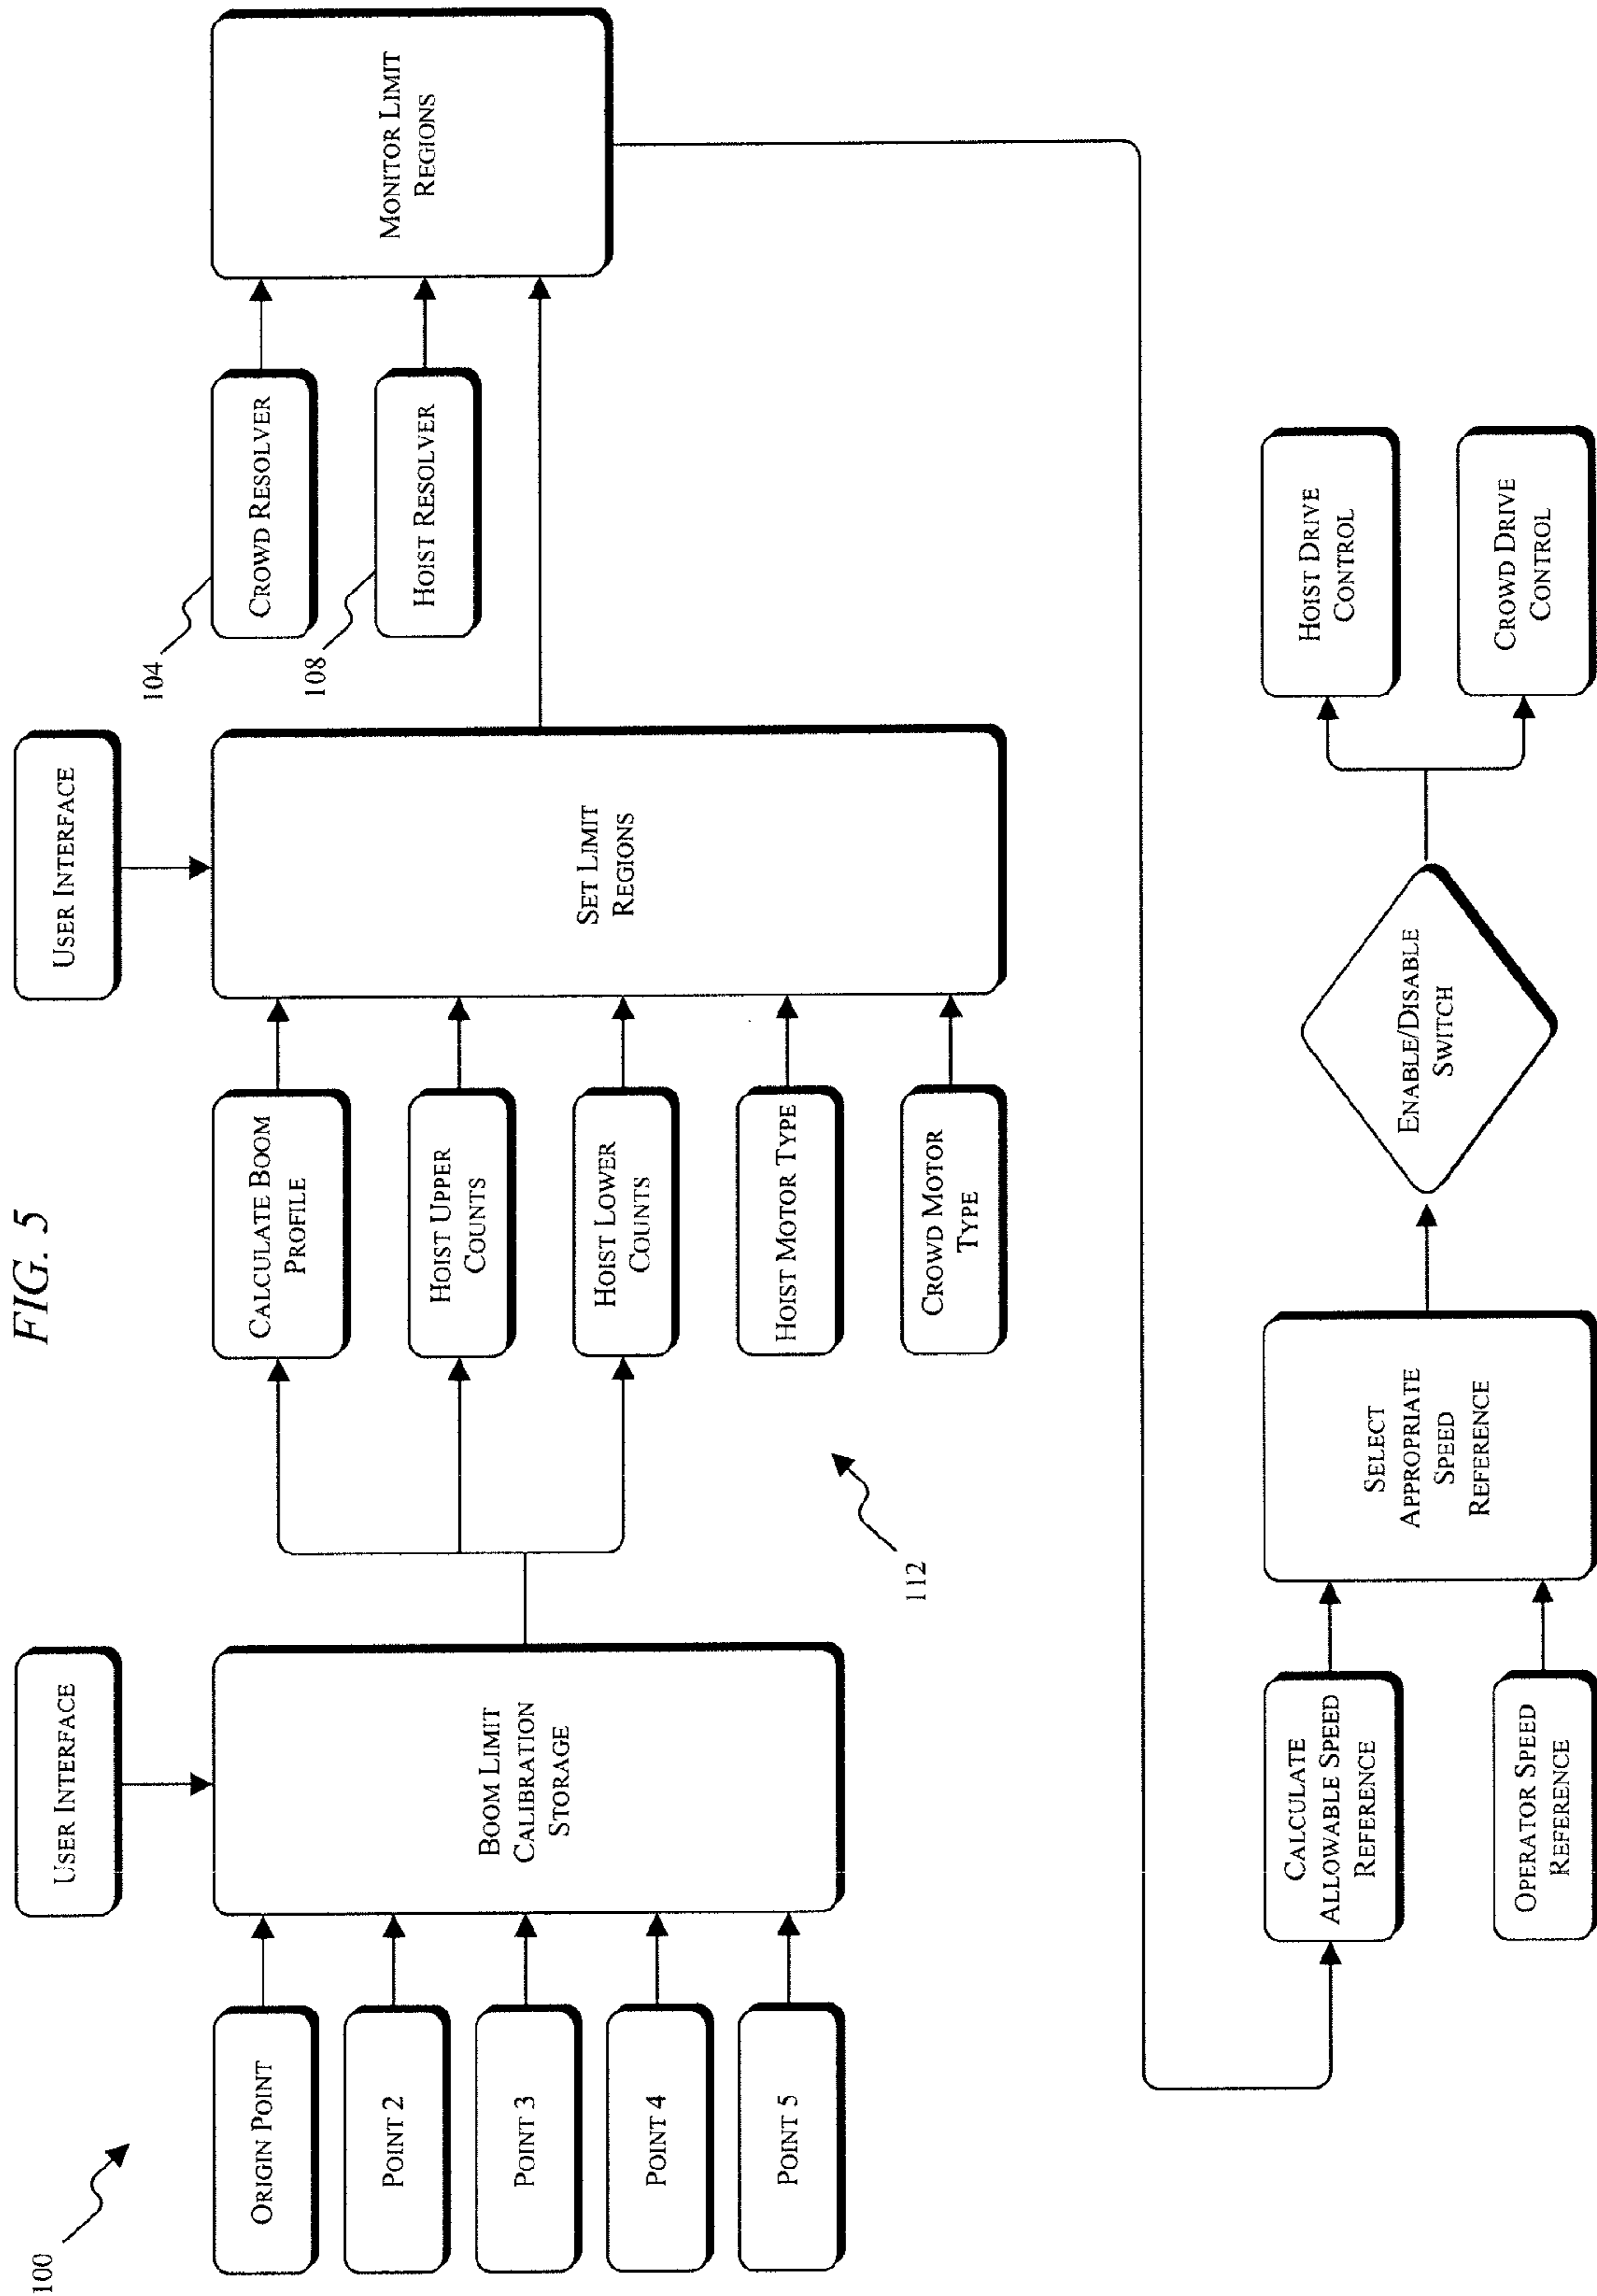 FIG. 5
100
USER INTERFACE
ORIGIN POINT
POINT 2
POINT 3
POINT 4
POINT 5
BOOM LIMIT
CALIBRATION
STORAGE
112
USER INTERFACE
CALCULATE BOOM
PROFILE
HOIST UPPER
COUNTS
HOIST LOWER
COUNTS
HOIST MOTOR TYPE
CROWD MOTOR
TYPE
SET LIMIT
REGIONS
104
CROWD RESOLVER
108
HOIST RESOLVER
MONITOR LIMIT
REGIONS
CALCULATE
ALLOWABLE SPEED
REFERENCE
OPERATOR SPEED
REFERENCE
SELECT
APPROPRIATE
SPEED
REFERENCE
ENABLE/DISABLE
SWITCH
HOIST DRIVE
CONTROL
CROWD DRIVE
CONTROL